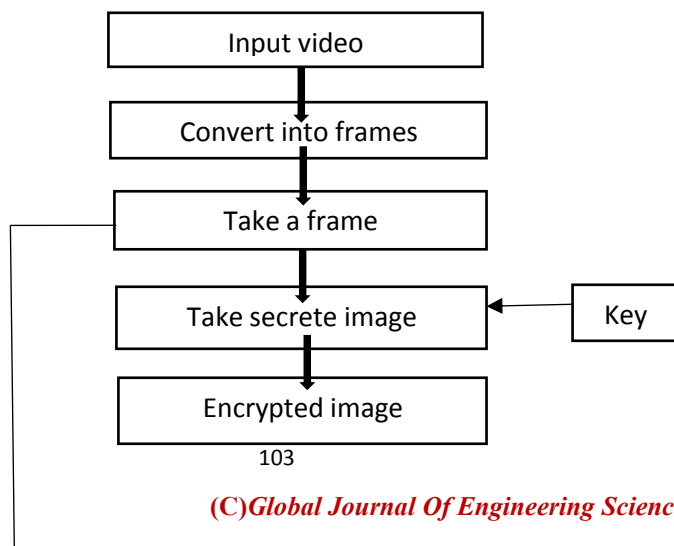 Input video
Convert into frames
Take a frame
Take secrete image
Key
Encrypted image
103
(C)Global Journal Of Engineering Scienc